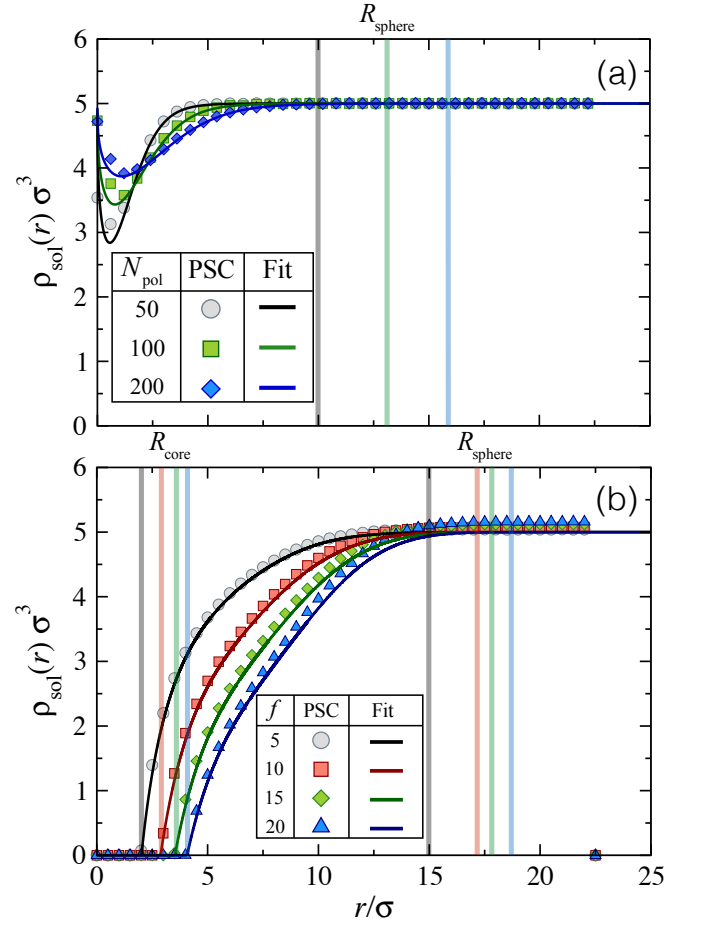 R_sphere
6
(a)
5
4
3
2
1
0
ρ_sol(r) σ^3
N_pol PSC Fit
50
100
200
R_core R_sphere
6
(b)
5
4
3
2
1
0
ρ_sol(r) σ^3
f PSC Fit
5
10
15
20
0 5 10 15 20 25
r/σ